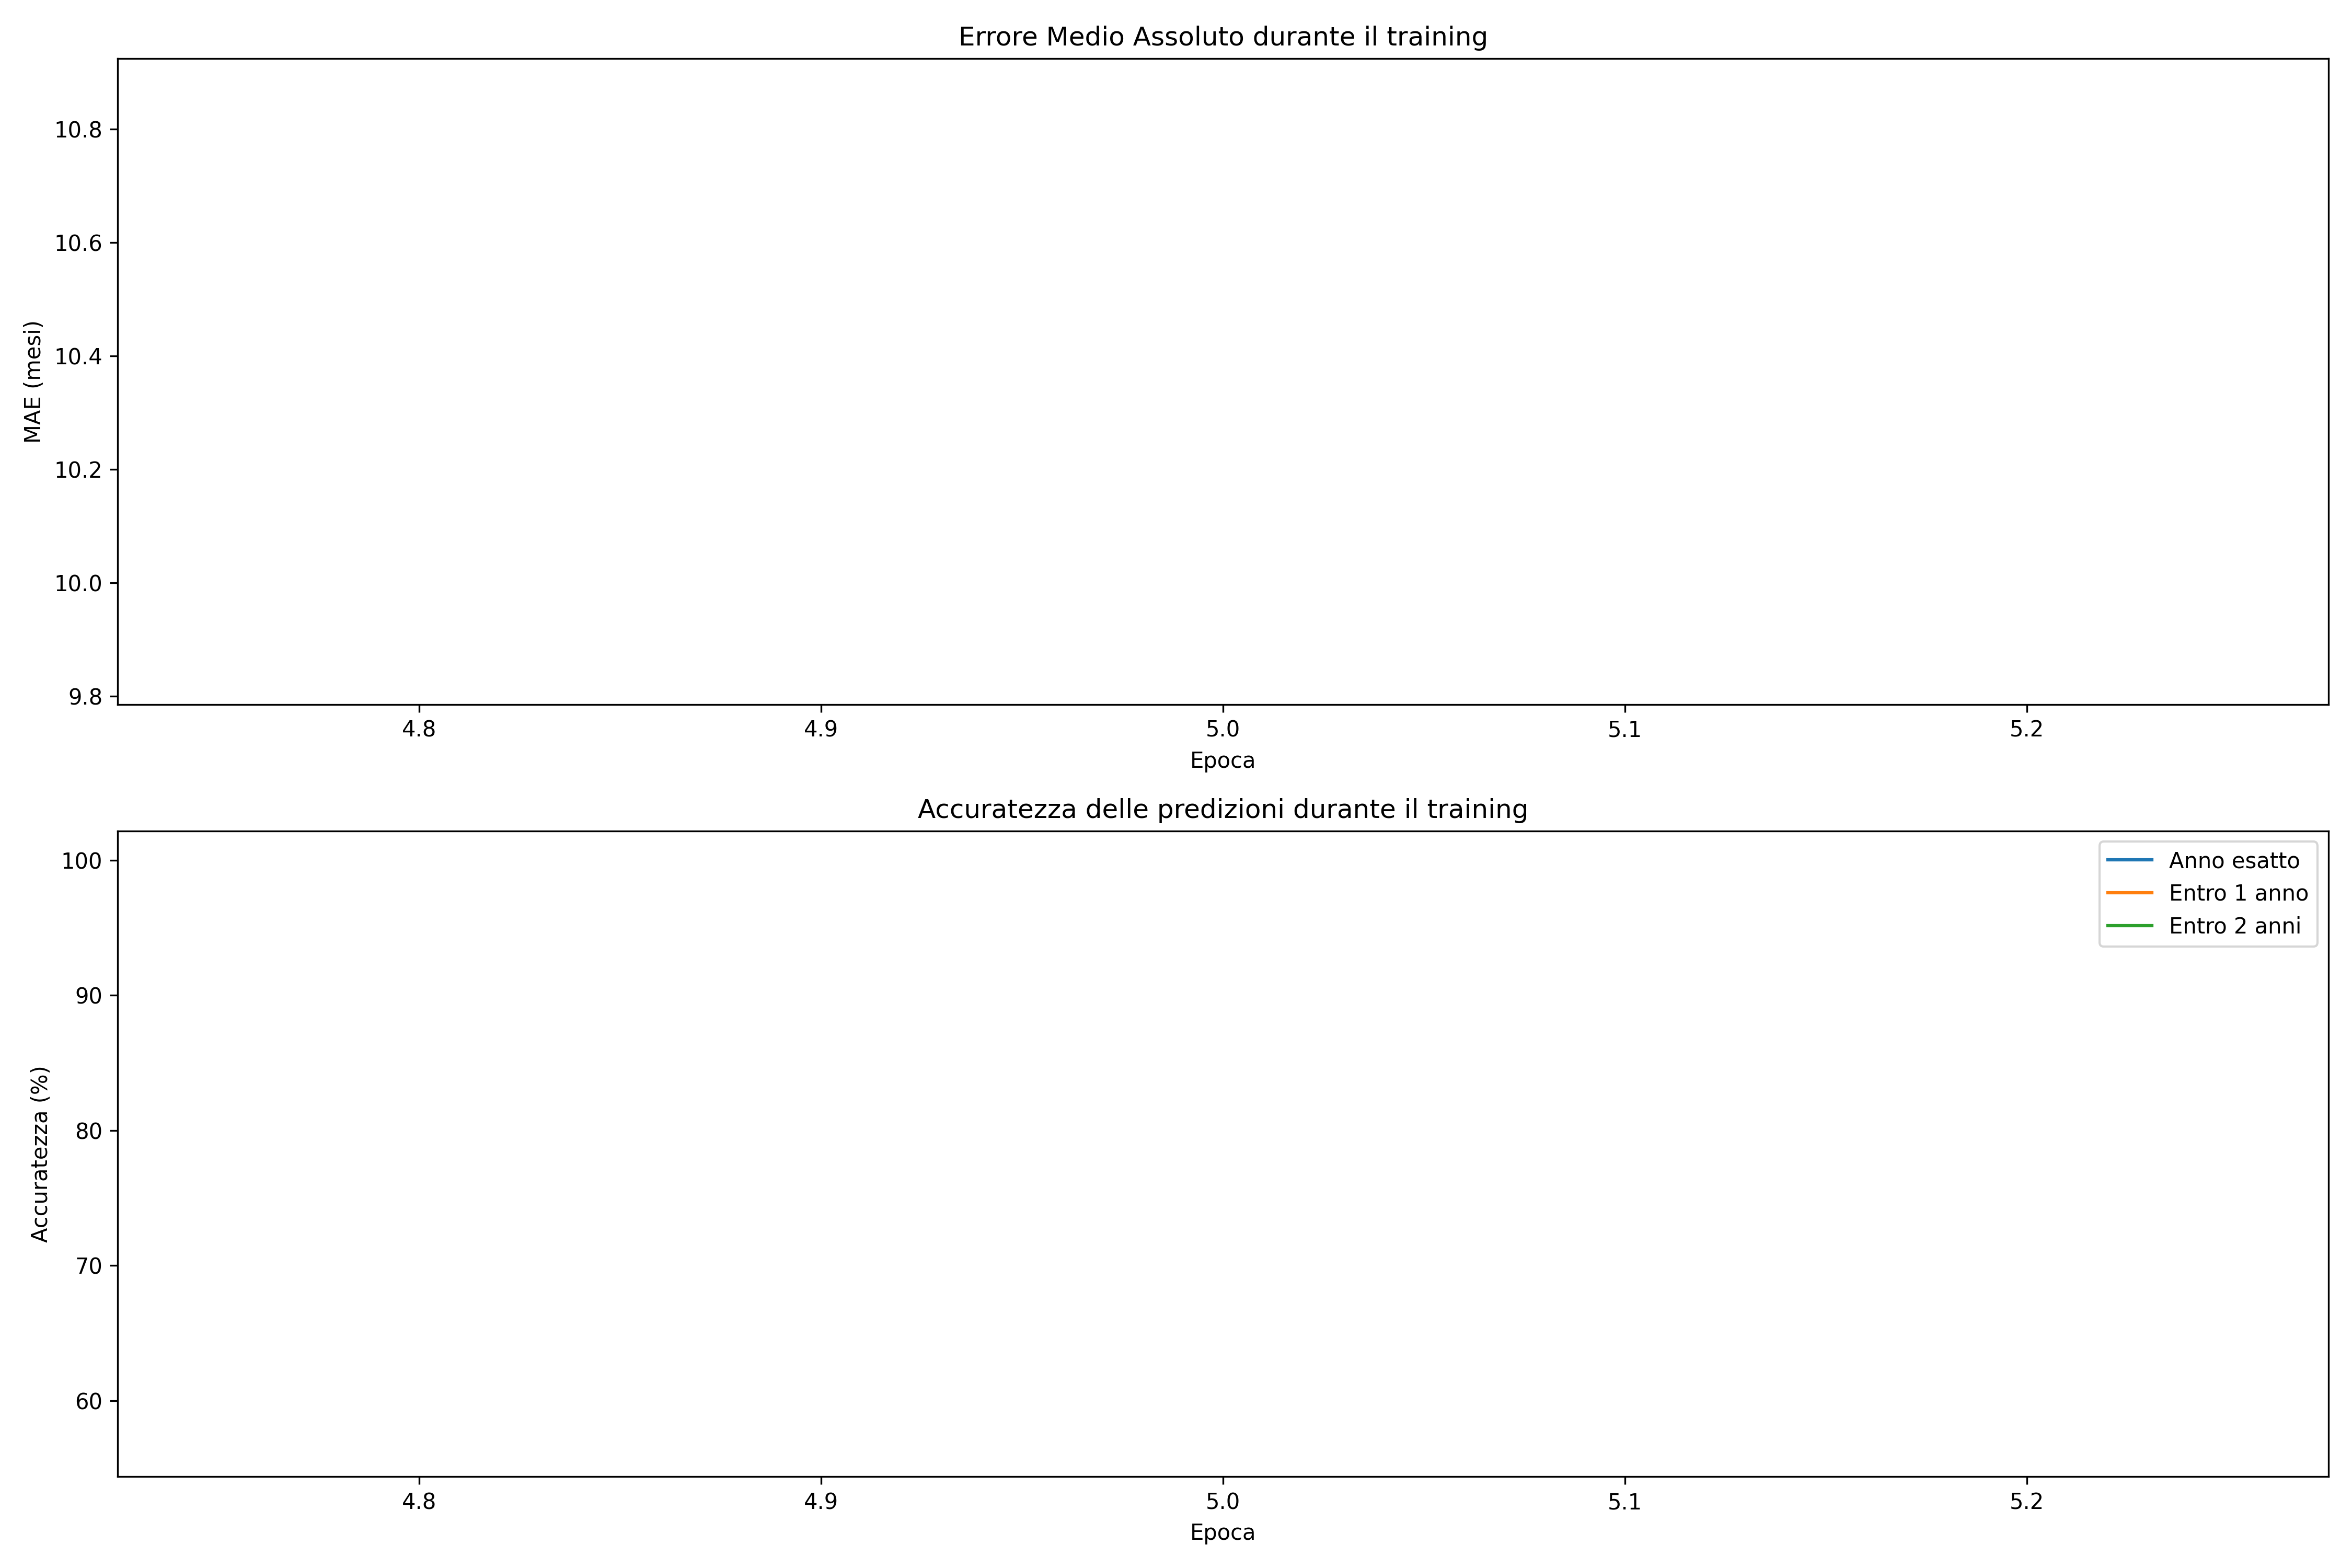 Errore Medio Assoluto durante il training
MAE (mesi)
10.8
10.6
10.4
10.2
10.0
9.8
4.8 4.9 5.0 5.1 5.2
Epoca
Accuratezza delle predizioni durante il training
Accuratezza (%)
100
90
80
70
60
Anno esatto
Entro 1 anno
Entro 2 anni
4.8 4.9 5.0 5.1 5.2
Epoca